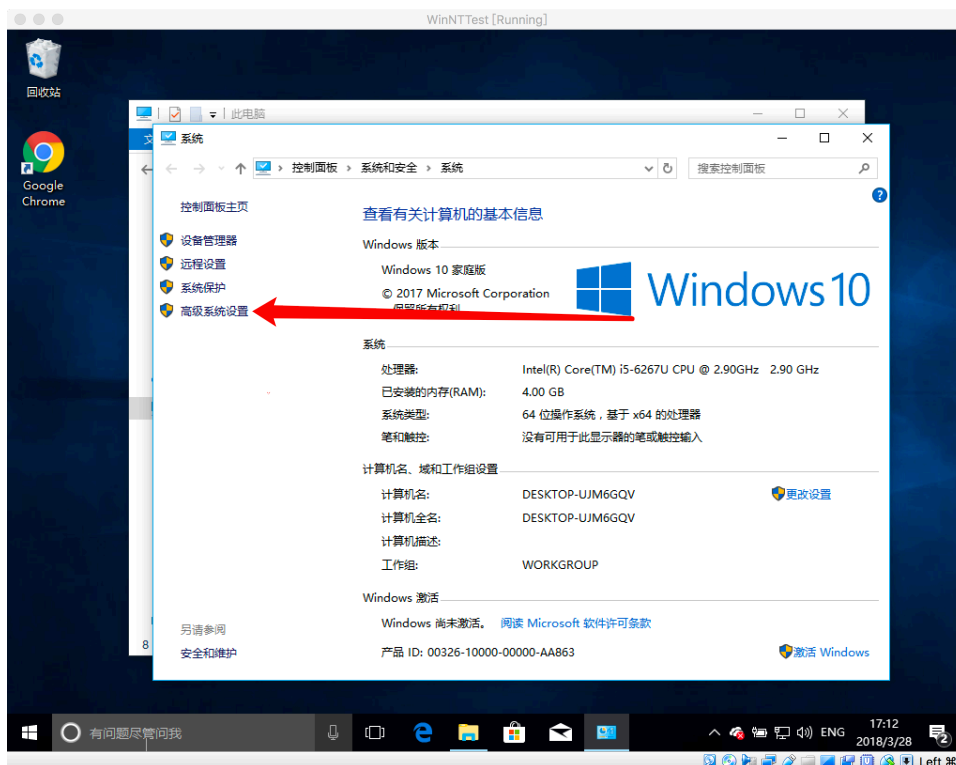 WinNTTest [Running]
回收站
Google
Chrome
此电脑
文
系统
控制面板 › 系统和安全 › 系统
搜索控制面板
控制面板主页
设备管理器
远程设置
系统保护
高级系统设置
查看有关计算机的基本信息
Windows 版本
Windows 10 家庭版
© 2017 Microsoft Corporation
保留所有权利
Windows 10
系统
处理器: Intel(R) Core(TM) i5-6267U CPU @ 2.90GHz 2.90 GHz
已安装的内存(RAM): 4.00 GB
系统类型: 64 位操作系统，基于 x64 的处理器
笔和触控: 没有可用于此显示器的笔或触控输入
计算机名、域和工作组设置
计算机名: DESKTOP-UJM6GQV
更改设置
计算机全名: DESKTOP-UJM6GQV
计算机描述:
工作组: WORKGROUP
Windows 激活
Windows 尚未激活。 阅读 Microsoft 软件许可条款
产品 ID: 00326-10000-00000-AA863
激活 Windows
另请参阅
安全和维护
8
有问题尽管问我
ENG
17:12
2018/3/28
2
Left ⌘